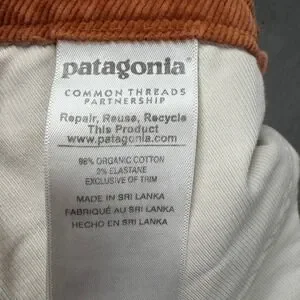 patagonia®
COMMON THREADS
PARTNERSHIP
Repair, Reuse, Recycle
This Product
www.patagonia.com
98% ORGANIC COTTON
2% ELASTANE
EXCLUSIVE OF TRIM
MADE IN SRI LANKA
FABRIQUÉ AU SRI LANKA
HECHO EN SRI LANKA